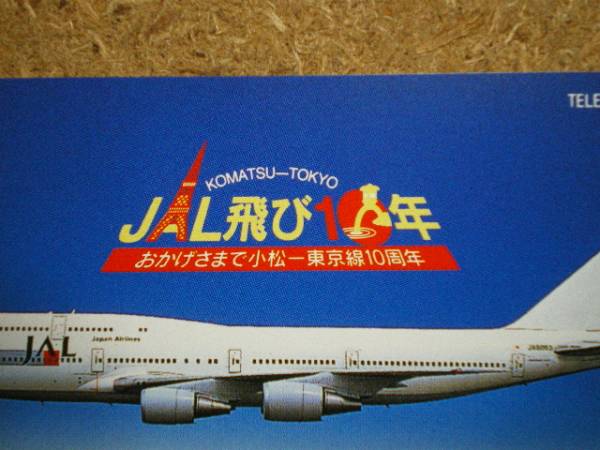 TELE
KOMATSU—TOKYO
JAL飛び10年
おかげさまで小松ー東京線10周年
Japan Airlines
JAL